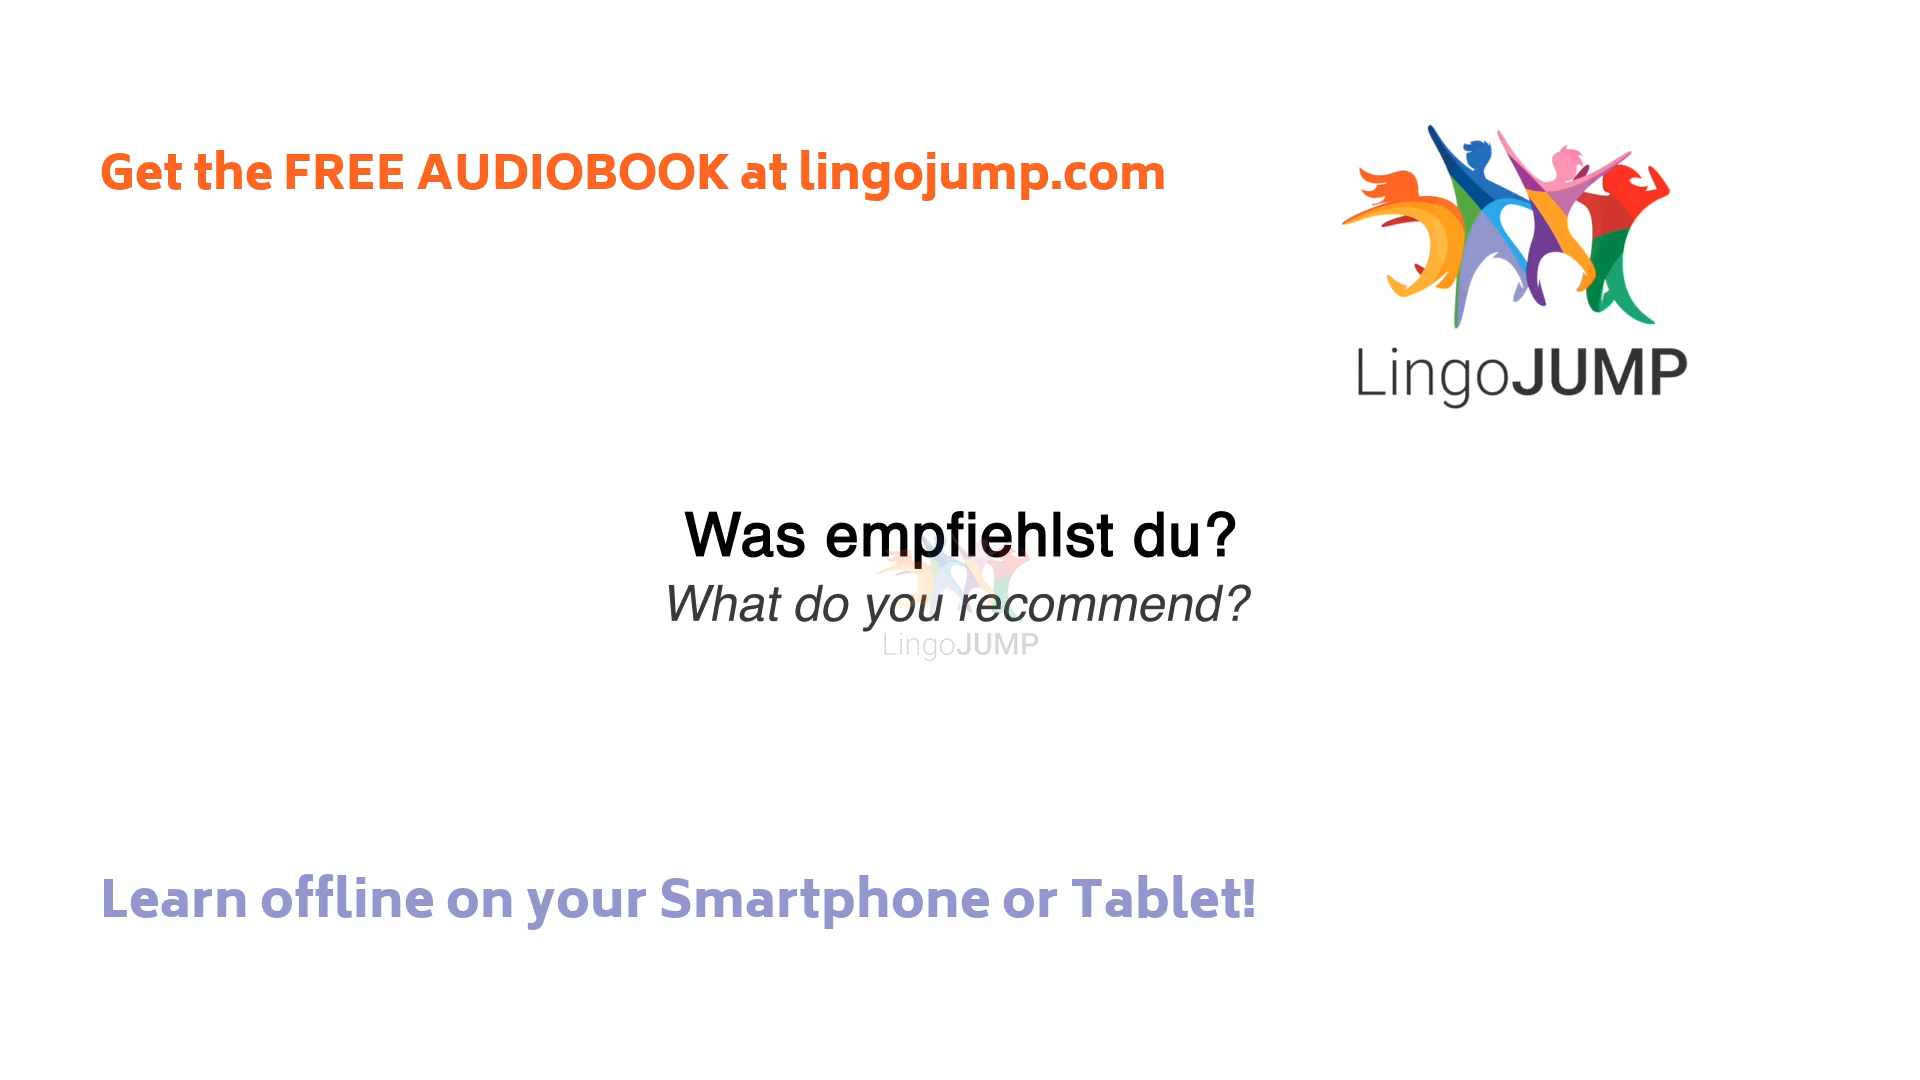 Get the FREE AUDIOBOOK at lingojump.com
LingoJUMP
Was empfiehlst du?
What do you recommend?
LingoJUMP
Learn offline on your Smartphone or Tablet!